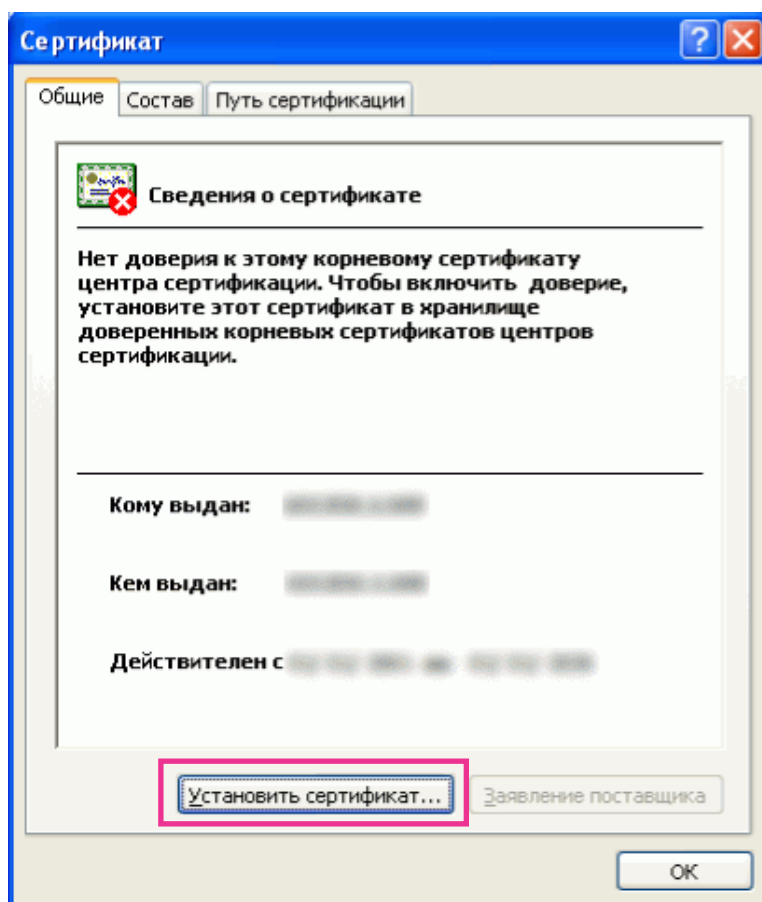 Сертификат
Общие Состав Путь сертификации
Сведения о сертификате
Нет доверия к этому корневому сертификату
центра сертификации. Чтобы включить доверие,
установите этот сертификат в хранилище
доверенных корневых сертификатов центров
сертификации.
Кому выдан:
Кем выдан:
Действителен с
Установить сертификат... Заявление поставщика
ОК